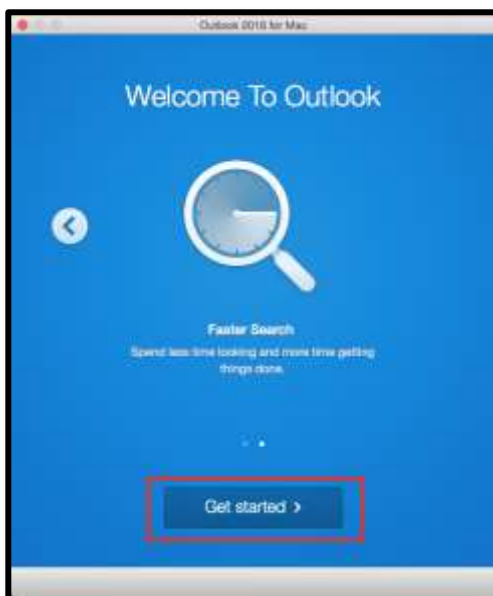 Outlook 2016 for Mac
Welcome To Outlook
Faster Search
Spend less time looking and more time getting
things done.
Get started >